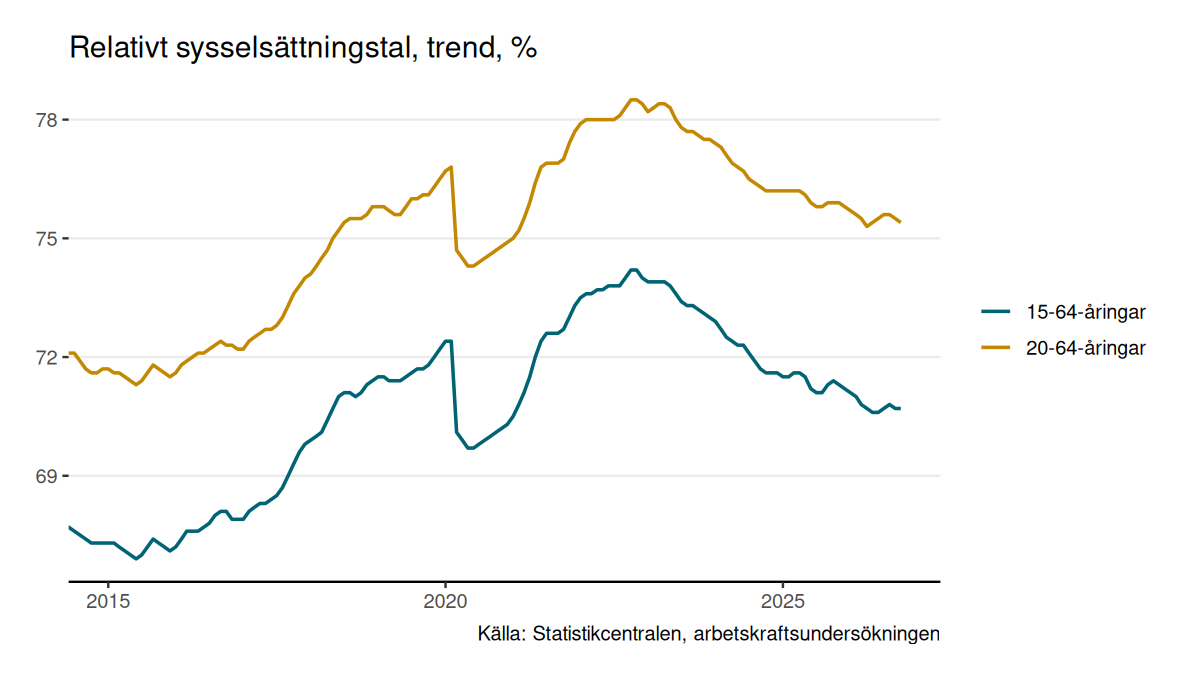 Relativt sysselsättningstal, trend, %
78
75
72
69
2015 2020 2025
15-64-åringar
20-64-åringar
Källa: Statistikcentralen, arbetskraftsundersökningen